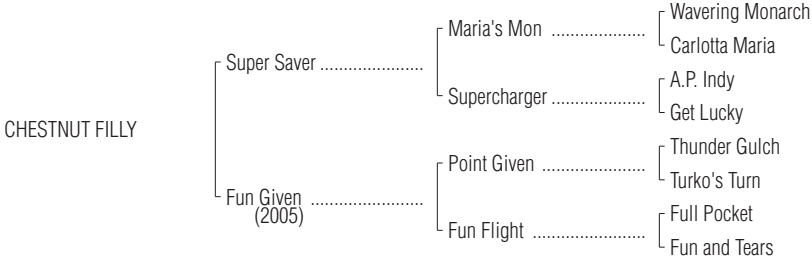 Wavering Monarch
Maria's Mon ....................
Carlotta Maria
Super Saver ......................
A.P. Indy
Supercharger ....................
Get Lucky
CHESTNUT FILLY
Thunder Gulch
Point Given ......................
Turko's Turn
Fun Given ........................
(2005)
Full Pocket
Fun Flight ........................
Fun and Tears